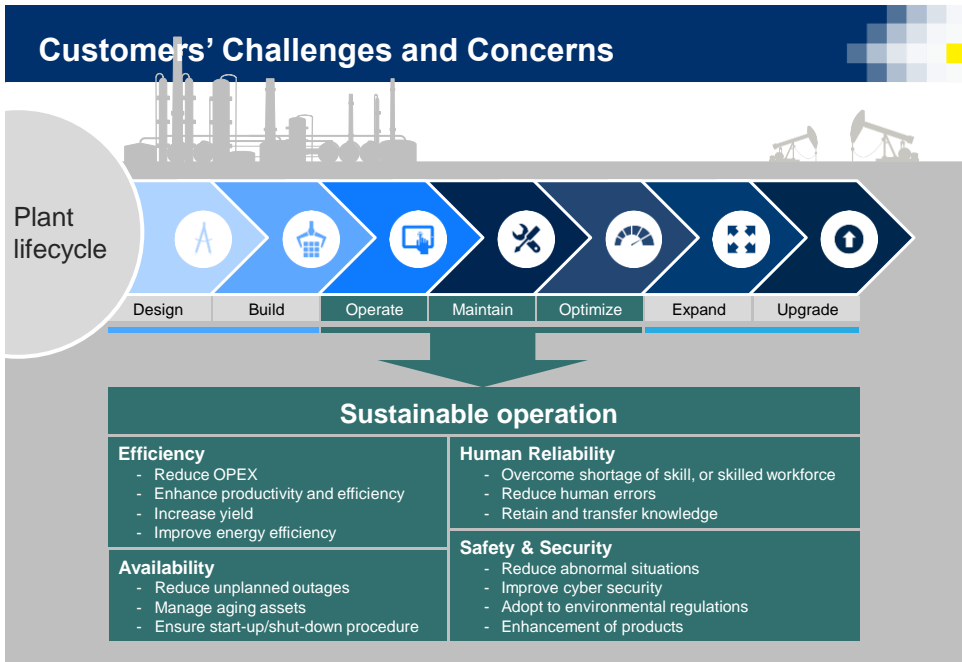 Customers' Challenges and Concerns
Plant
lifecycle
Design
Build
Operate
Maintain
Optimize
Expand
Upgrade
Sustainable operation
Efficiency
- Reduce OPEX
- Enhance productivity and efficiency
- Increase yield
- Improve energy efficiency
Availability
- Reduce unplanned outages
- Manage aging assets
- Ensure start-up/shut-down procedure
Human Reliability
- Overcome shortage of skill, or skilled workforce
- Reduce human errors
- Retain and transfer knowledge
Safety & Security
- Reduce abnormal situations
- Improve cyber security
- Adopt to environmental regulations
- Enhancement of products